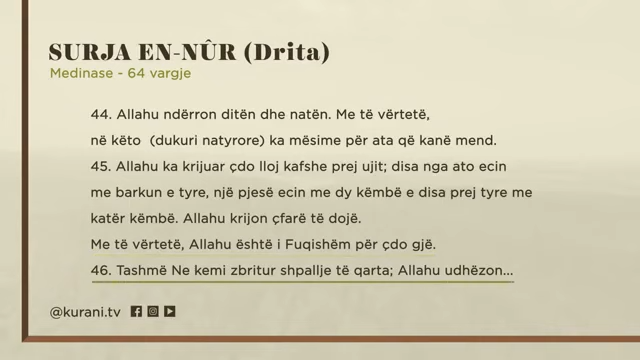 SURJA EN-NÛR (Drita)
Medinase - 64 vargje
44. Allahu ndërron ditën dhe natën. Me të vërtetë,
në këto (dukuri natyrore) ka mësime për ata që kanë mend.
45. Allahu ka krijuar çdo lloj kafshe prej ujit; disa nga ato ecin
me barkun e tyre, një pjesë ecin me dy këmbë e disa prej tyre me
katër këmbë. Allahu krijon çfarë të dojë.
Me të vërtetë, Allahu është i Fuqishëm për çdo gjë.
46. Tashmë Ne kemi zbritur shpallje të qarta; Allahu udhëzon...
@kurani.tv